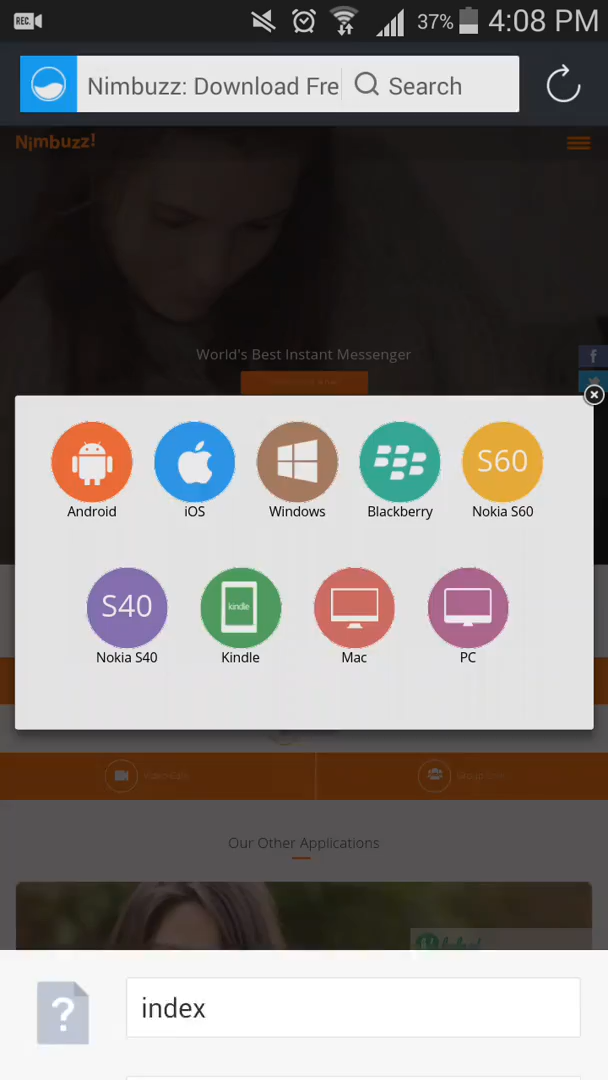 REC.
37%
4:08 PM
Nimbuzz: Download Fre
Search
Nimbuzz!
World's Best Instant Messenger
f
Android
iOS
Windows
Blackberry
S60
Nokia S60
S40
Nokia S40
kindle
Kindle
Mac
PC
Our Other Applications
?
index